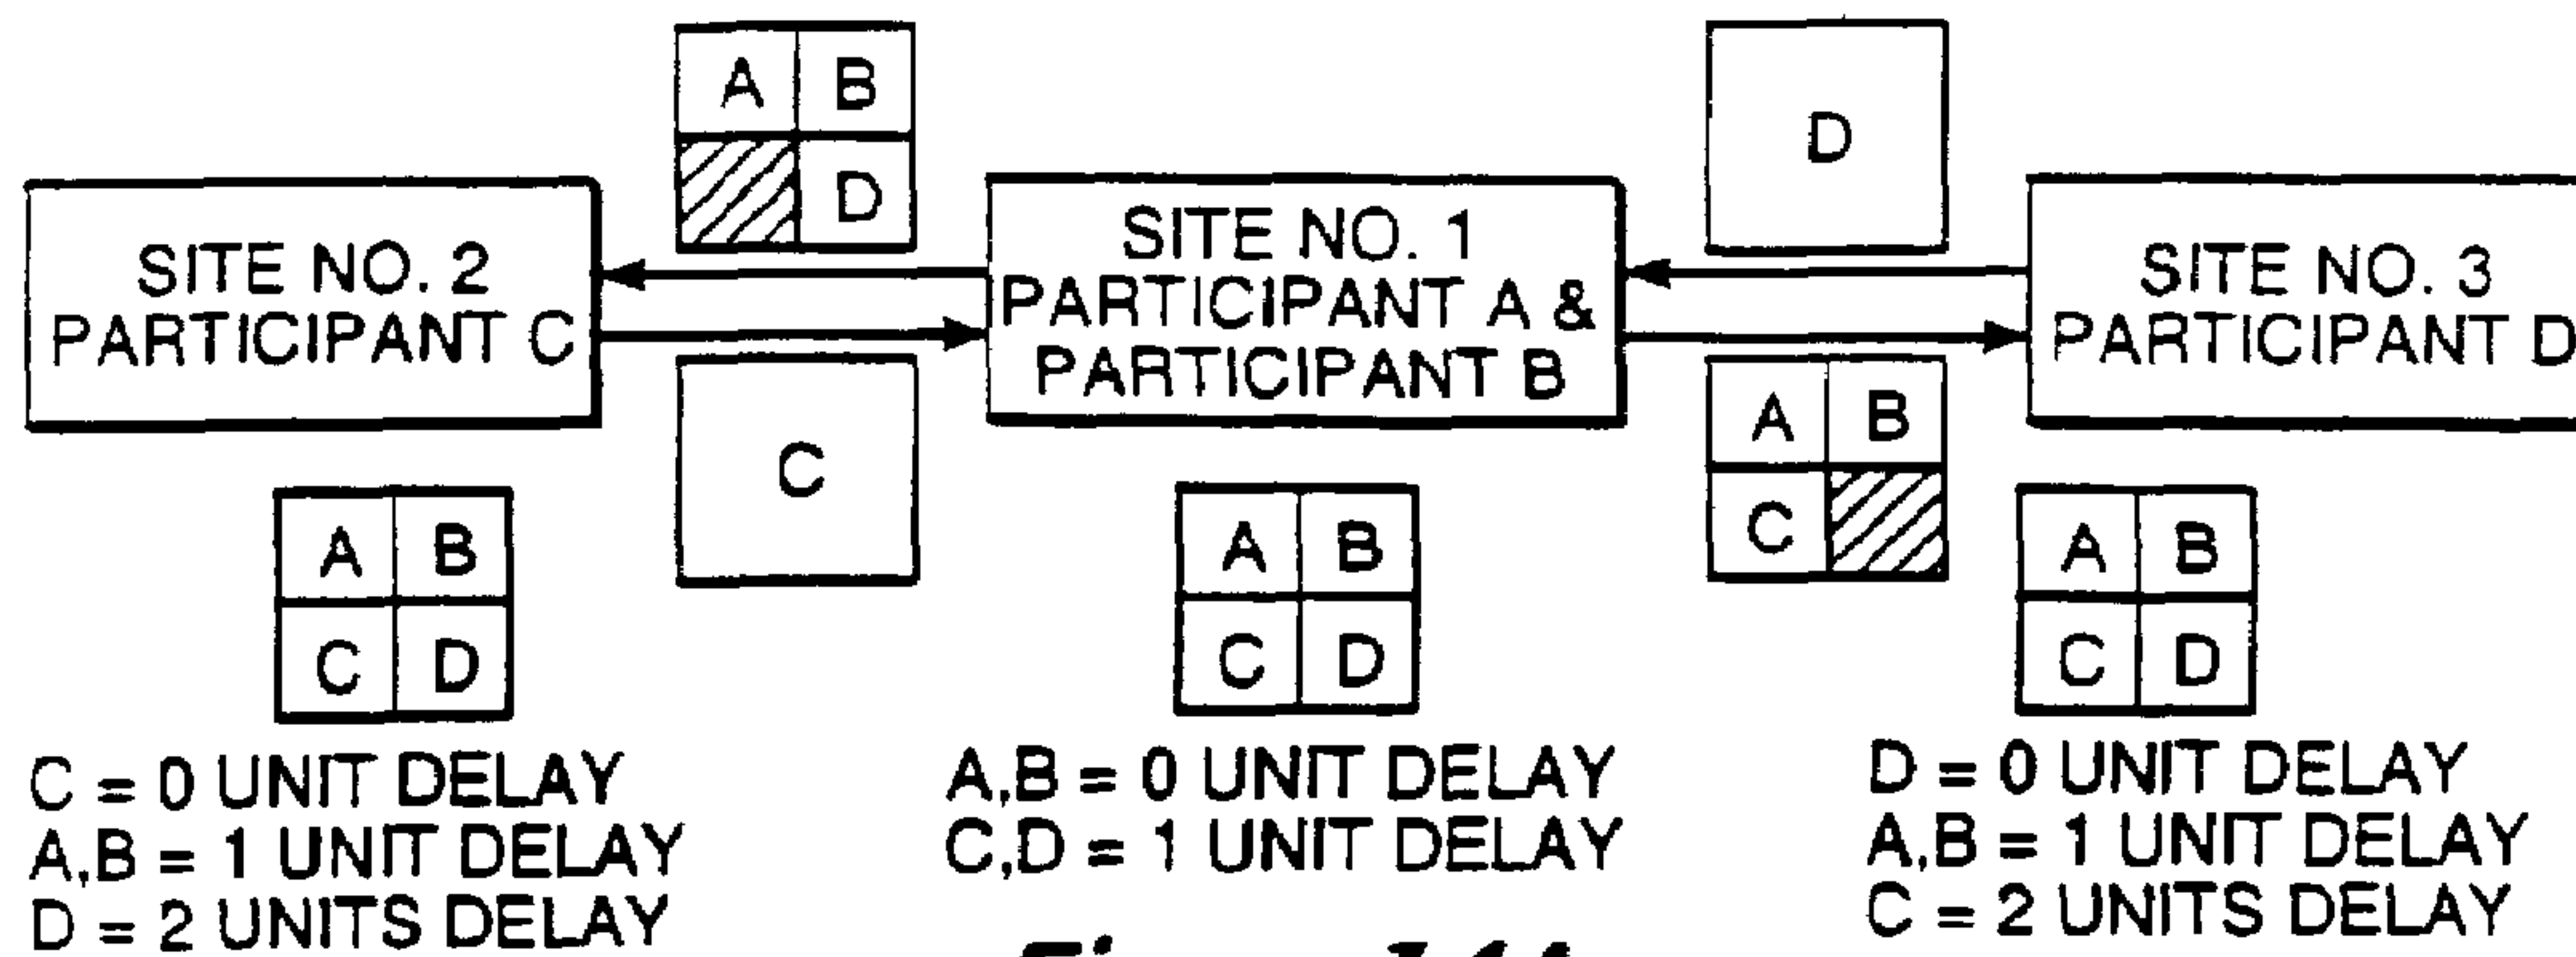 A B
D
D
SITE NO. 2
PARTICIPANT C
SITE NO. 1
PARTICIPANT A &
PARTICIPANT B
SITE NO. 3
PARTICIPANT D
C
A B
C
A B
C D
A B
C D
A B
C D
C = 0 UNIT DELAY
A,B = 1 UNIT DELAY
D = 2 UNITS DELAY
A,B = 0 UNIT DELAY
C,D = 1 UNIT DELAY
D = 0 UNIT DELAY
A,B = 1 UNIT DELAY
C = 2 UNITS DELAY